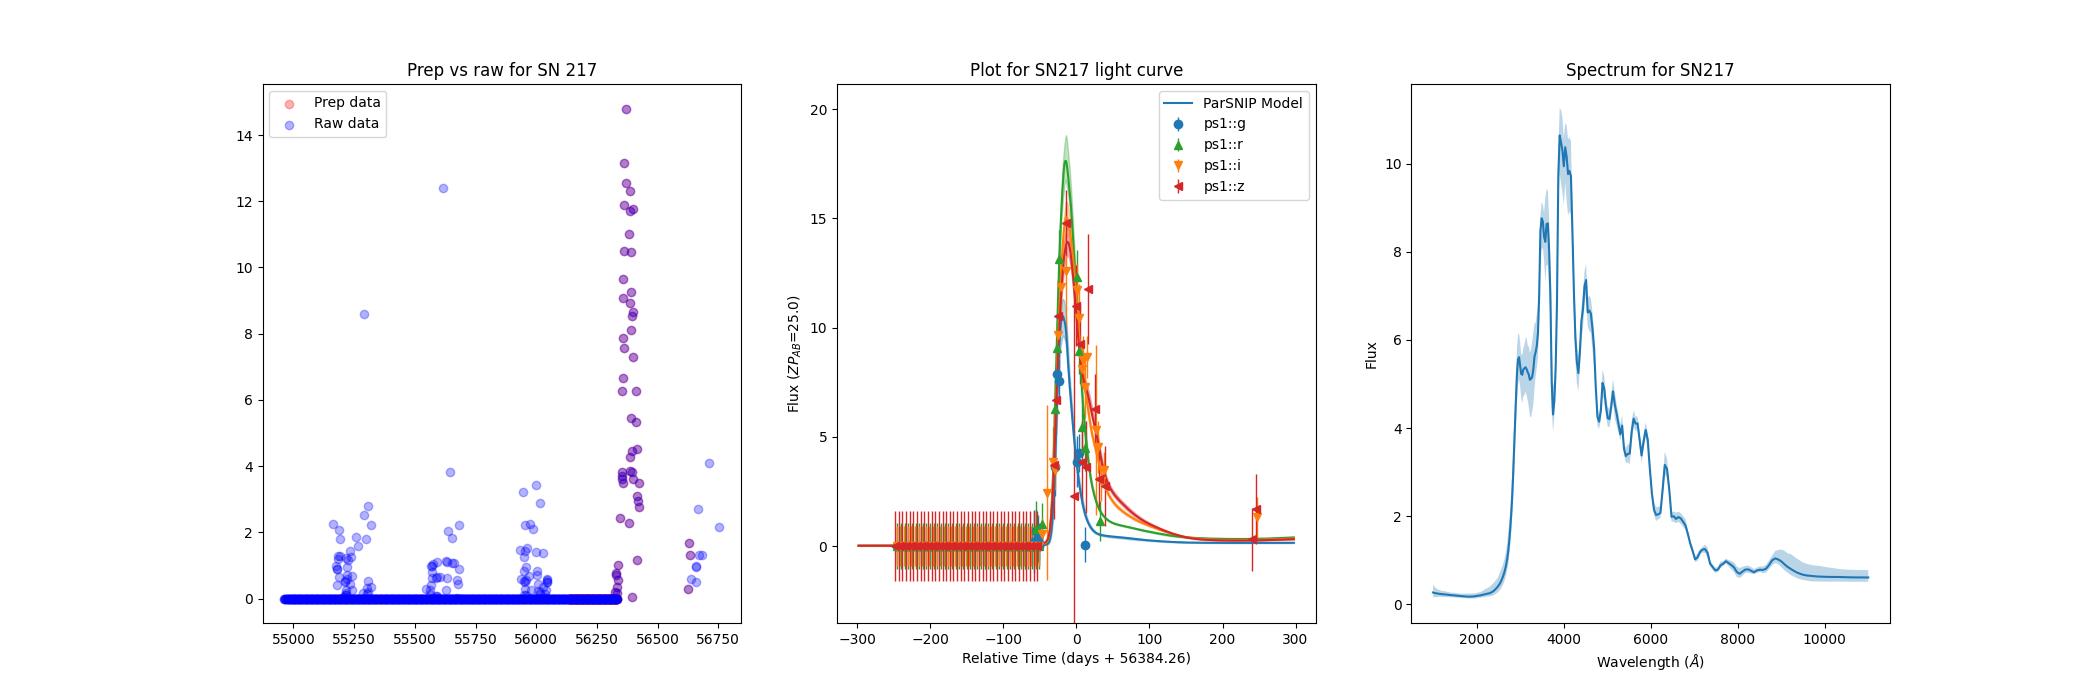 Prep vs raw for SN 217
Prep data
Raw data
14
12
10
8
6
4
2
0
55000
55250
55500
55750
56000
56250
56500
56750
Plot for SN217 light curve
ParSNIP Model
ps1::g
ps1::r
ps1::i
ps1::z
20
15
10
5
0
Flux (ZP_AB=25.0)
−300
−200
−100
0
100
200
300
Relative Time (days + 56384.26)
Spectrum for SN217
10
8
6
4
2
0
Flux
2000
4000
6000
8000
10000
Wavelength (Å)